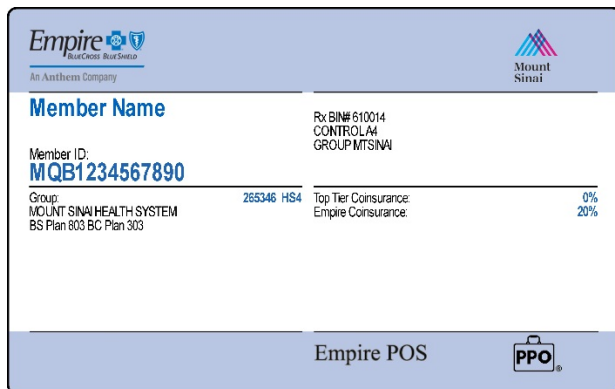 Empire
BLUECROSS BLUESHIELD
An Anthem Company
Mount
Sinai
Member Name
Member ID:
MQB1234567890
Rx BIN# 610014
CONTROL A4
GROUP MTSINAI
Group: 265346 HS4
MOUNT SINAI HEALTH SYSTEM
BS Plan 803 BC Plan 303
Top Tier Coinsurance: 0%
Empire Coinsurance: 20%
Empire POS
PPO®